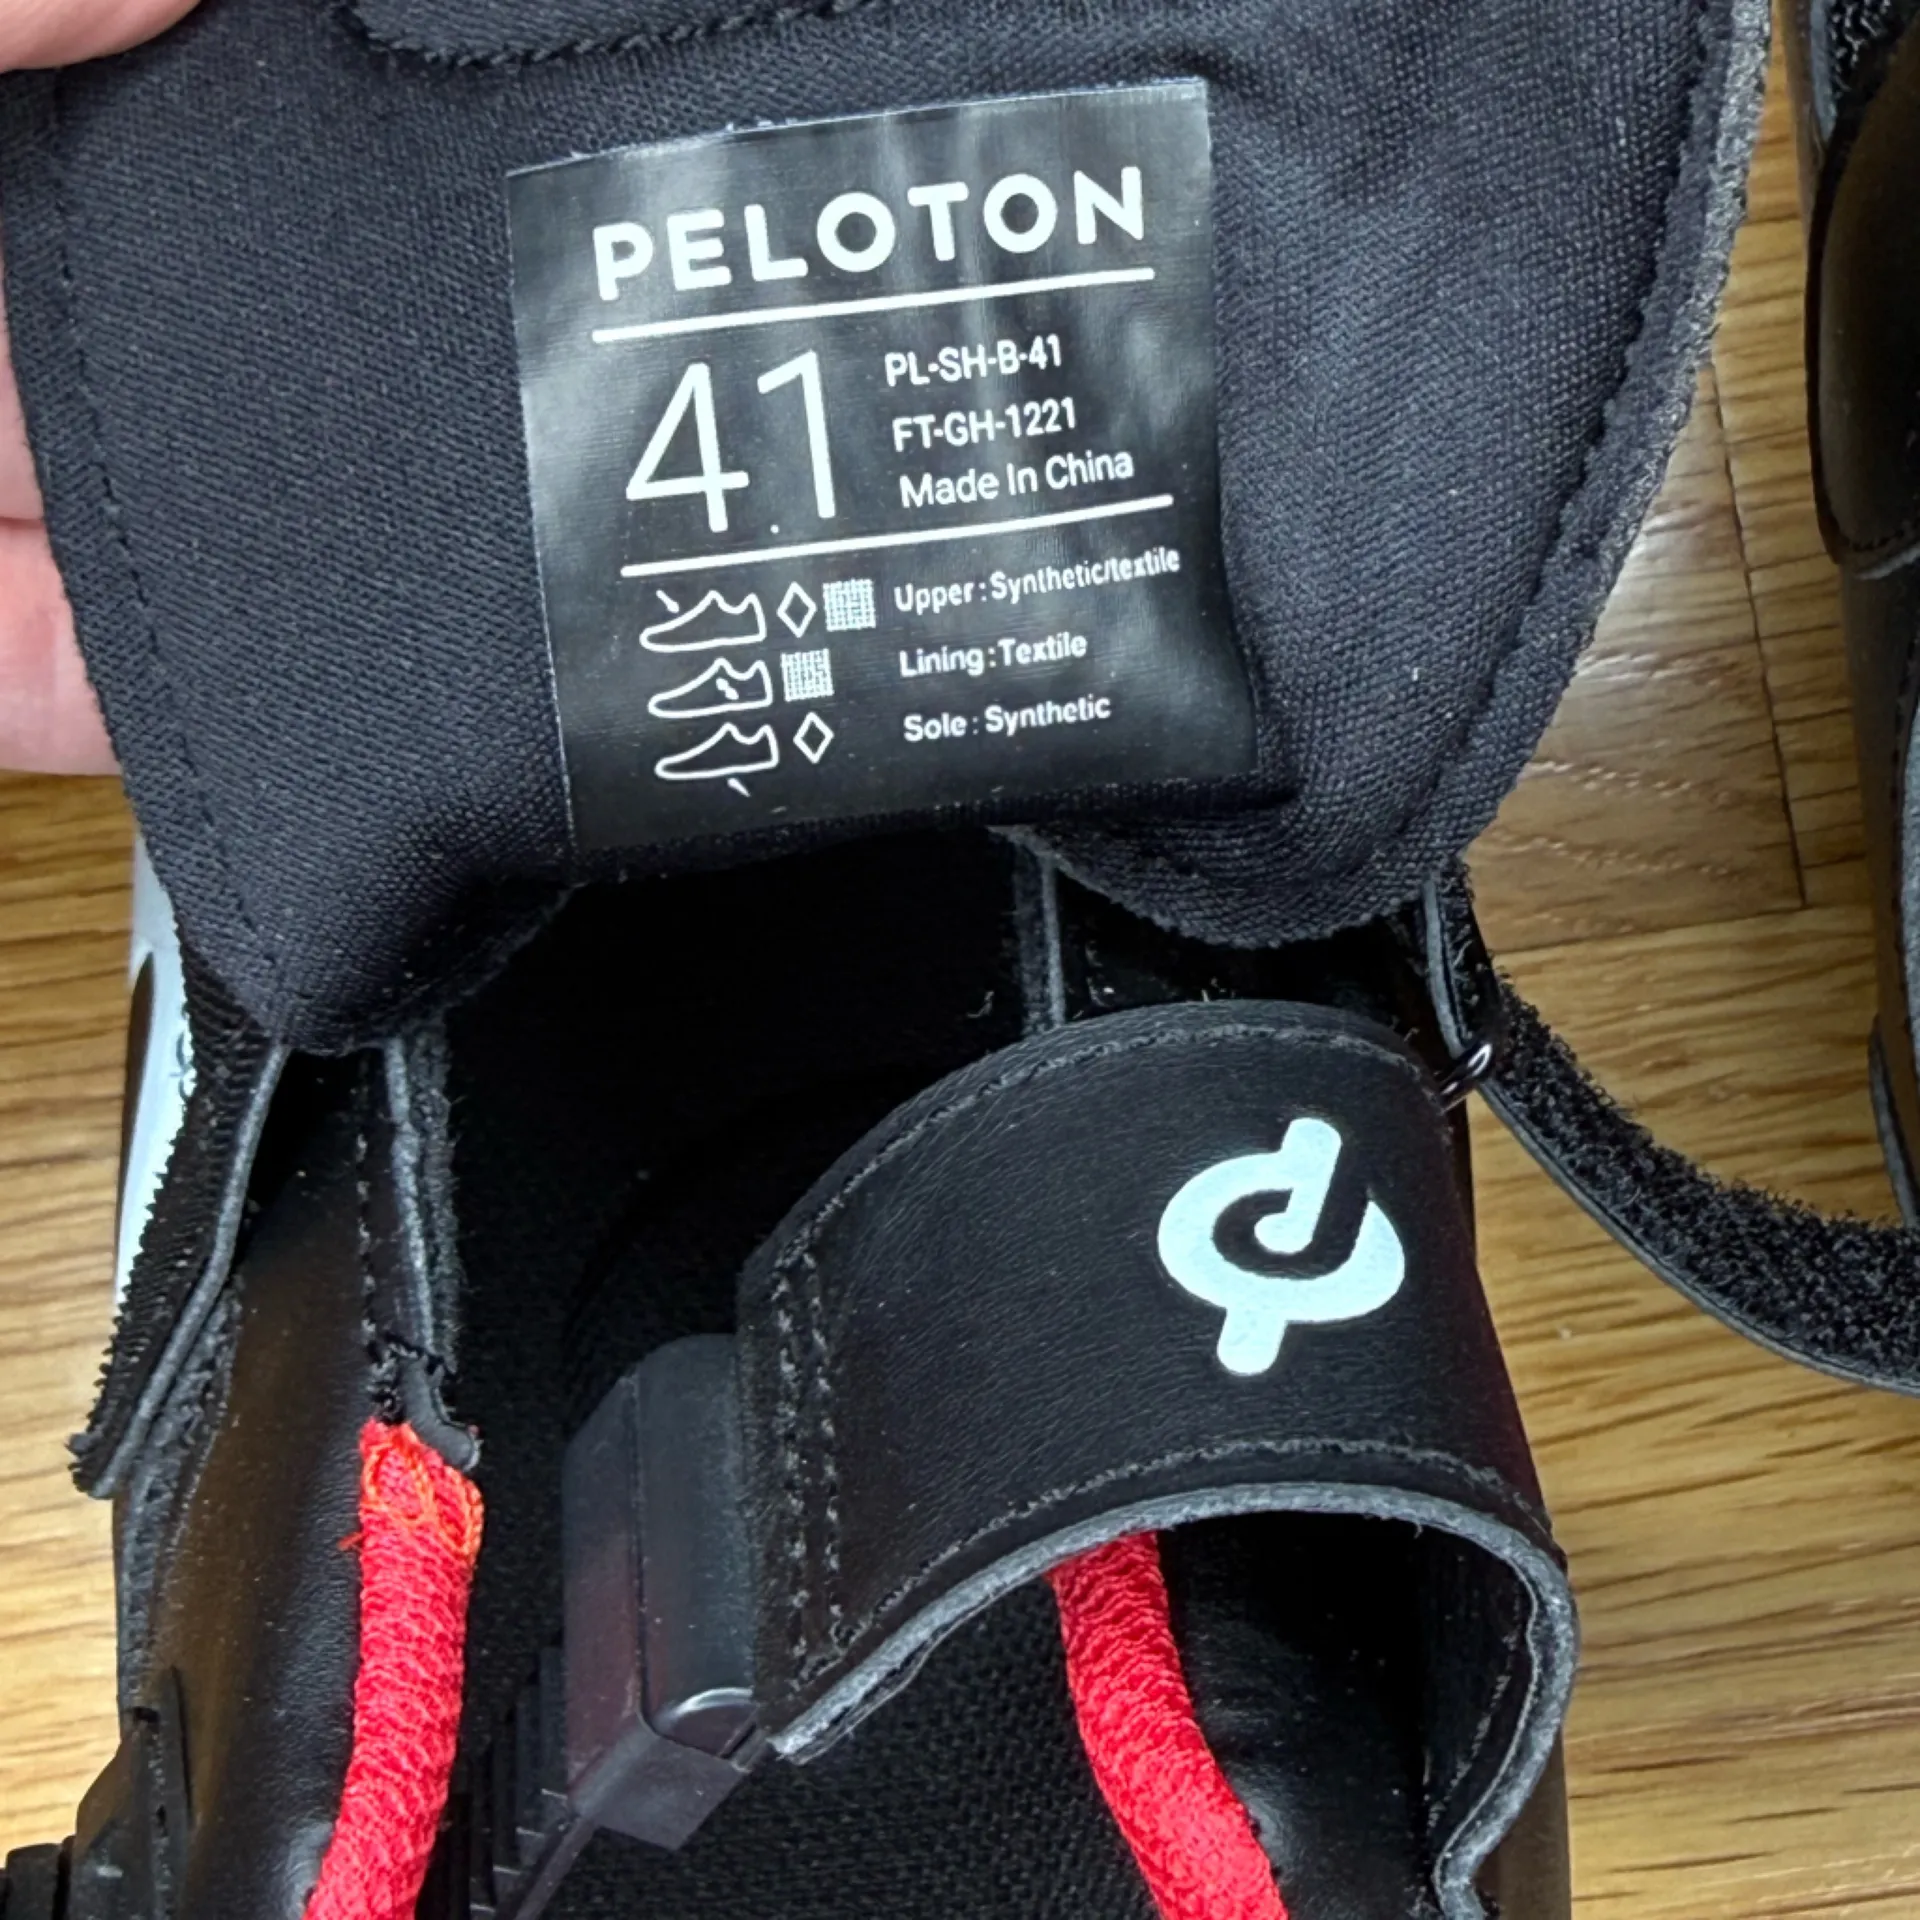 PELOTON
41
PL-SH-B-41
FT-GH-1221
Made In China
Upper : Synthetic/textile
Lining : Textile
Sole : Synthetic